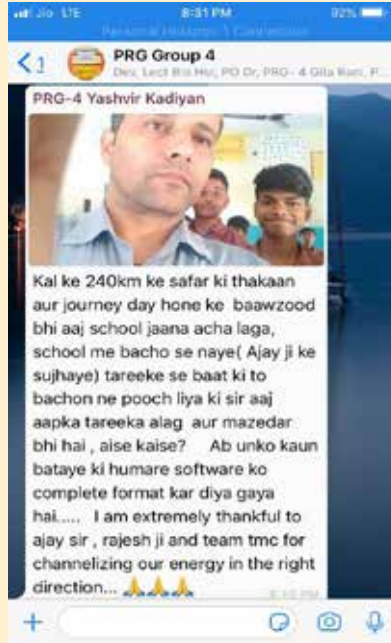 Jio LTE 8:31 PM 92%
Personal Hotspot: 1 Connection
1 PRG Group 4
PRG-4 Yashvir Kadiyan
Kal ke 240km ke safar ki thakaan
aur journey day hone ke baawzood
bhi aaj school jaana acha laga,
school me bacho se naye( Ajay ji ke
sujhaye) tareeke se baat ki to
bachon ne pooch liya ki sir aaj
aapka tareeka alag aur mazedar
bhi hai , aise kaise? Ab unko kaun
bataye ki humare software ko
complete format kar diya gaya
hai..... I am extremely thankful to
ajay sir , rajesh ji and team tmc for
channelizing our energy in the right
direction... 🙏🙏🙏